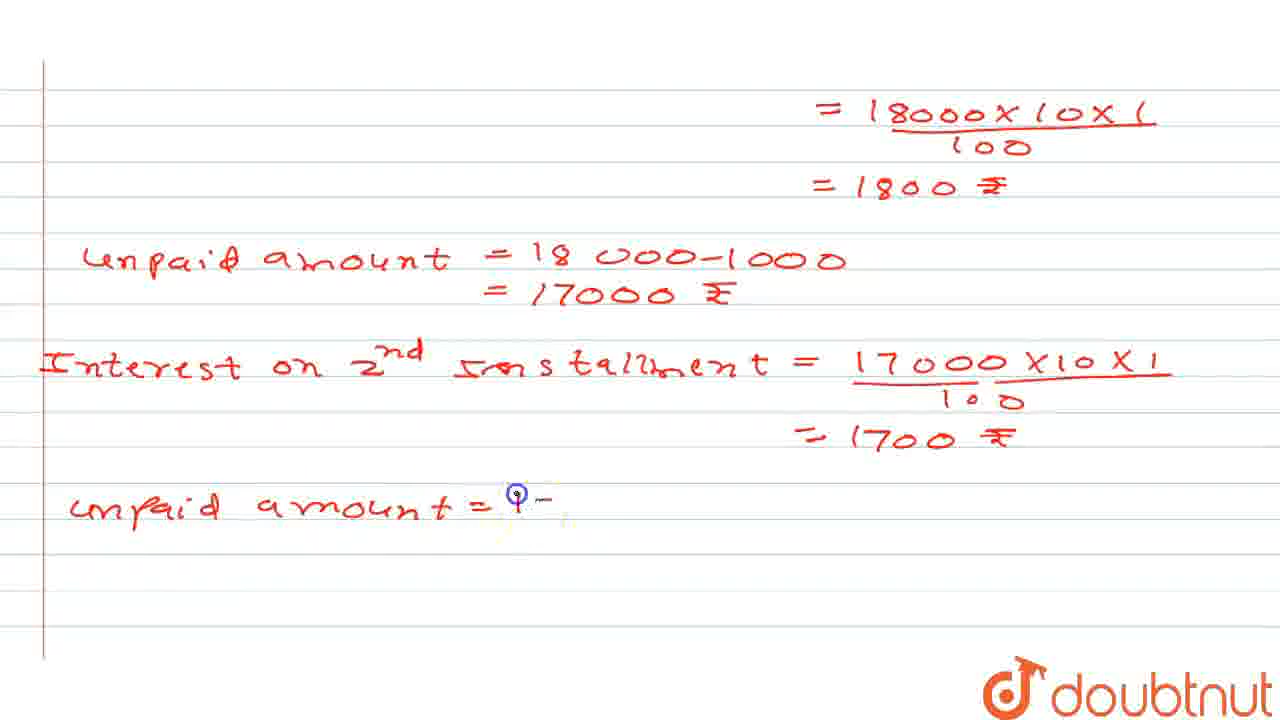 = 18000 × 10 × 1
100
= 1800 ₹
unpaid amount = 18 000 - 1000
= 17000 ₹
Interest on 2nd Installment = 17000 × 10 × 1
100
= 1700 ₹
unpaid amount = 1
doubtnut